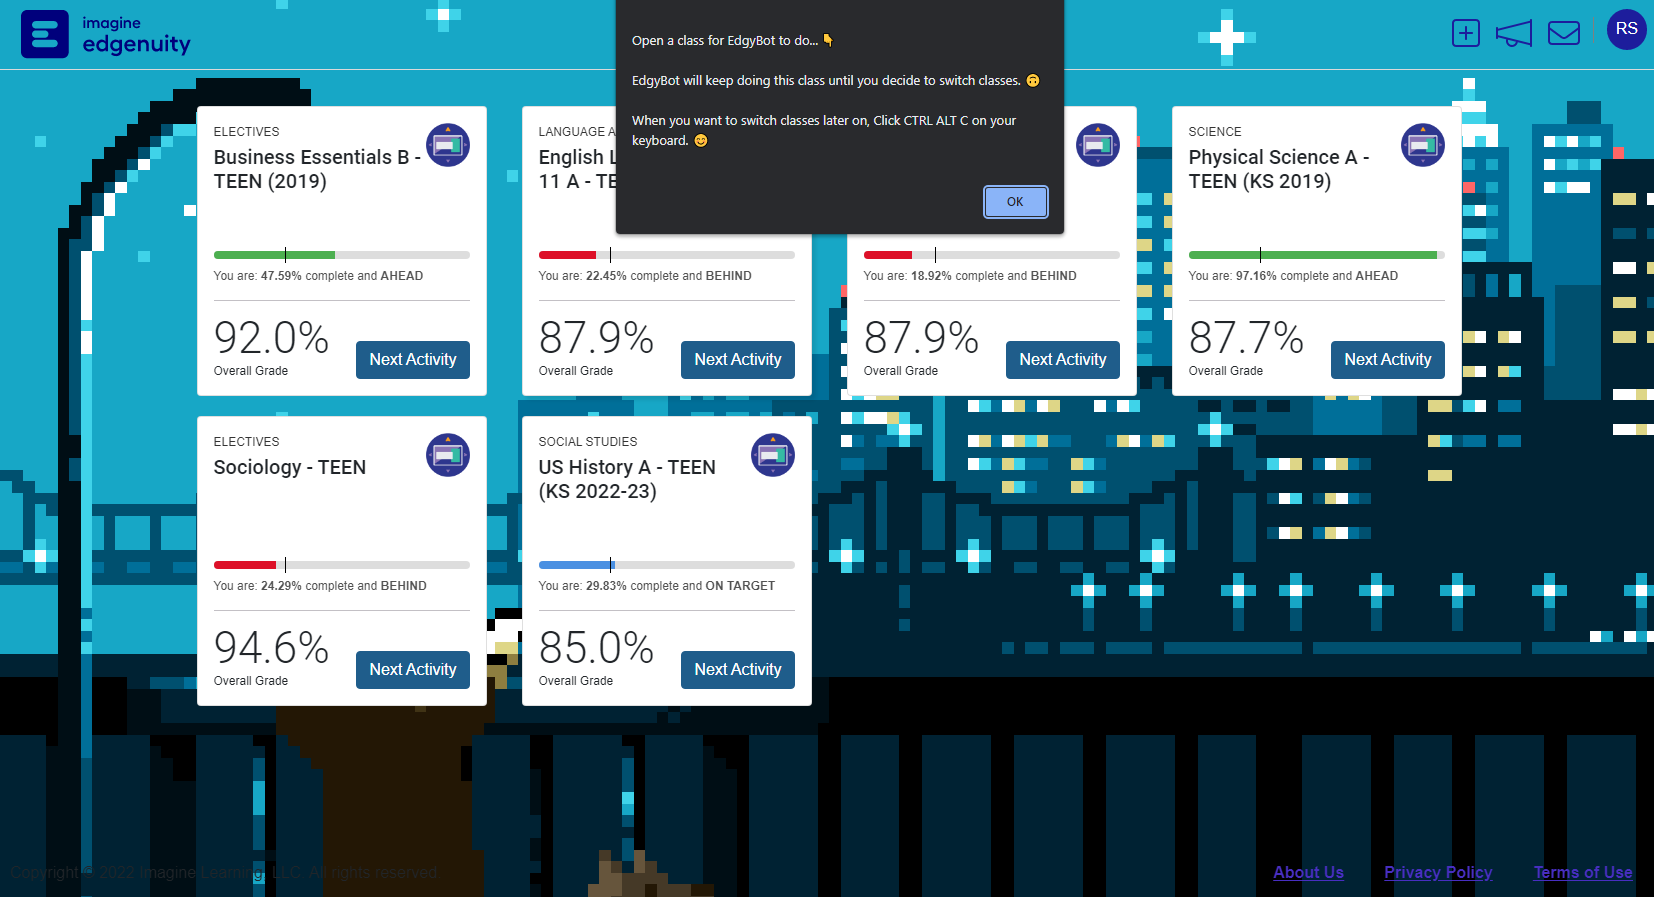 imagine
edgenuity
RS
Open a class for EdgyBot to do... 👇
EdgyBot will keep doing this class until you decide to switch classes. 🙃
When you want to switch classes later on, Click CTRL ALT C on your
keyboard. 😊
OK
ELECTIVES
Business Essentials B -
TEEN (2019)
You are: 47.59% complete and AHEAD
92.0%
Overall Grade
Next Activity
LANGUAGE A
English L
11 A - TE
You are: 22.45% complete and BEHIND
87.9%
Overall Grade
Next Activity
You are: 18.92% complete and BEHIND
87.9%
Overall Grade
Next Activity
SCIENCE
Physical Science A -
TEEN (KS 2019)
You are: 97.16% complete and AHEAD
87.7%
Overall Grade
Next Activity
ELECTIVES
Sociology - TEEN
You are: 24.29% complete and BEHIND
94.6%
Overall Grade
Next Activity
SOCIAL STUDIES
US History A - TEEN
(KS 2022-23)
You are: 29.83% complete and ON TARGET
85.0%
Overall Grade
Next Activity
Copyright © 2022 Imagine Learning, LLC. All rights reserved.
About Us
Privacy Policy
Terms of Use